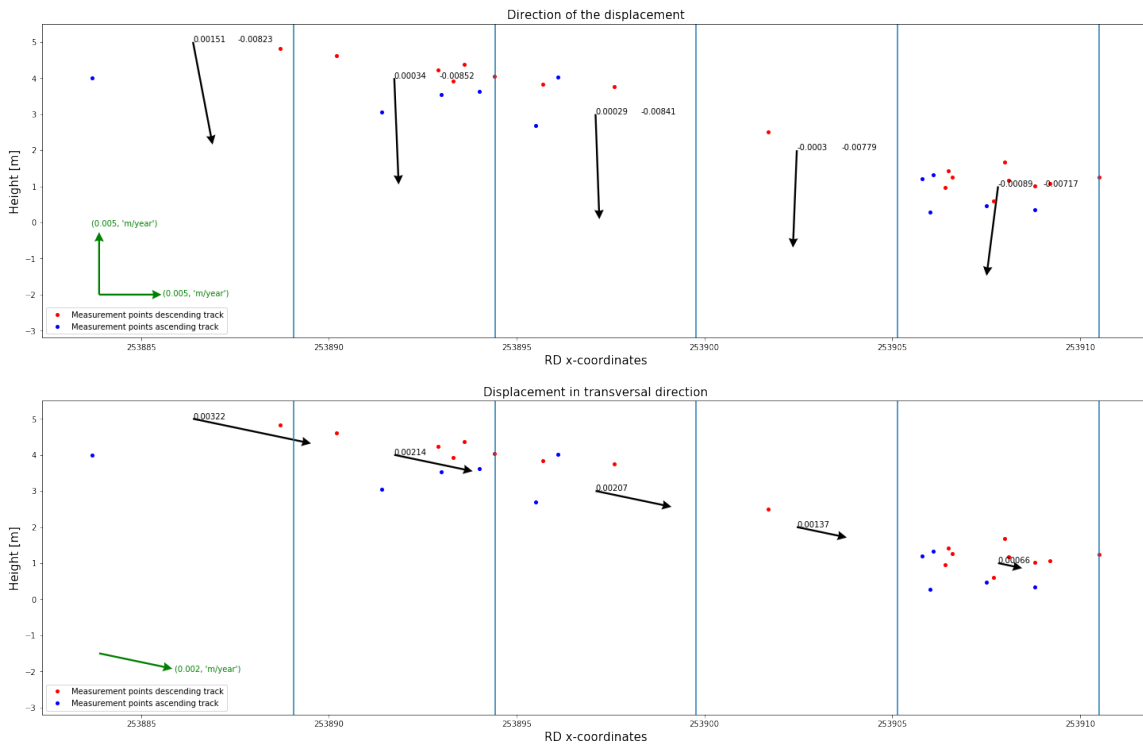 Direction of the displacement
Height [m]
5
4
3
2
1
0
−1
−2
−3
0.00151 -0.00823
0.00034 -0.00852
0.00029 -0.00841
-0.0003 -0.00779
-0.00089 -0.00717
(0.005, 'm/year')
(0.005, 'm/year')
Measurement points descending track
Measurement points ascending track
253885 253890 253895 253900 253905 253910
RD x-coordinates
Displacement in transversal direction
Height [m]
5
4
3
2
1
0
−1
−2
−3
0.00322
0.00214
0.00207
0.00137
0.00066
(0.002, 'm/year')
Measurement points descending track
Measurement points ascending track
253885 253890 253895 253900 253905 253910
RD x-coordinates